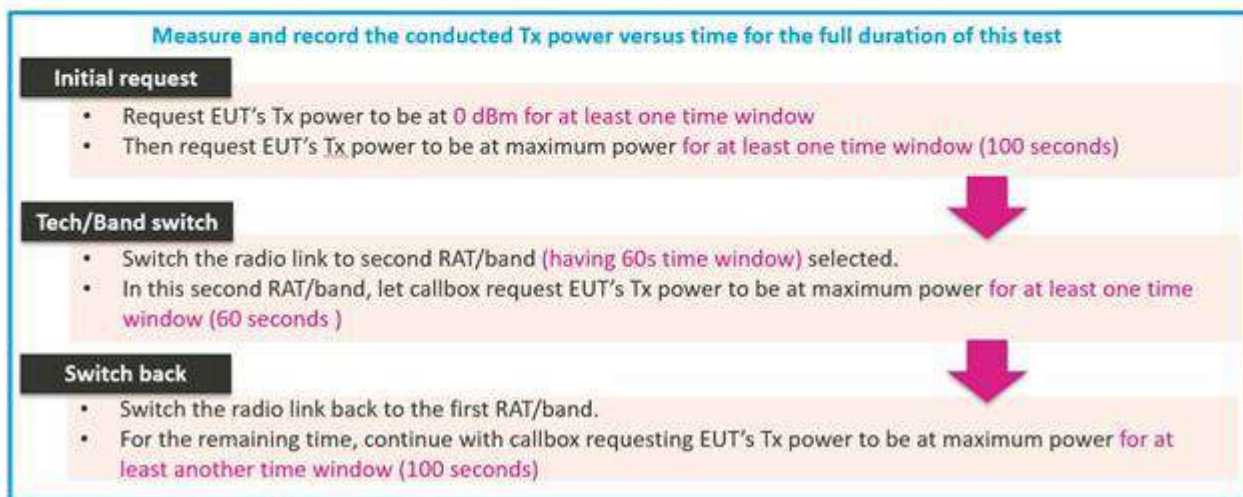 Measure and record the conducted Tx power versus time for the full duration of this test
Initial request
• Request EUT's Tx power to be at 0 dBm for at least one time window
• Then request EUT's Tx power to be at maximum power for at least one time window (100 seconds)
Tech/Band switch
• Switch the radio link to second RAT/band (having 60s time window) selected.
• In this second RAT/band, let callbox request EUT's Tx power to be at maximum power for at least one time
window (60 seconds )
Switch back
• Switch the radio link back to the first RAT/band.
• For the remaining time, continue with callbox requesting EUT's Tx power to be at maximum power for at
least another time window (100 seconds)